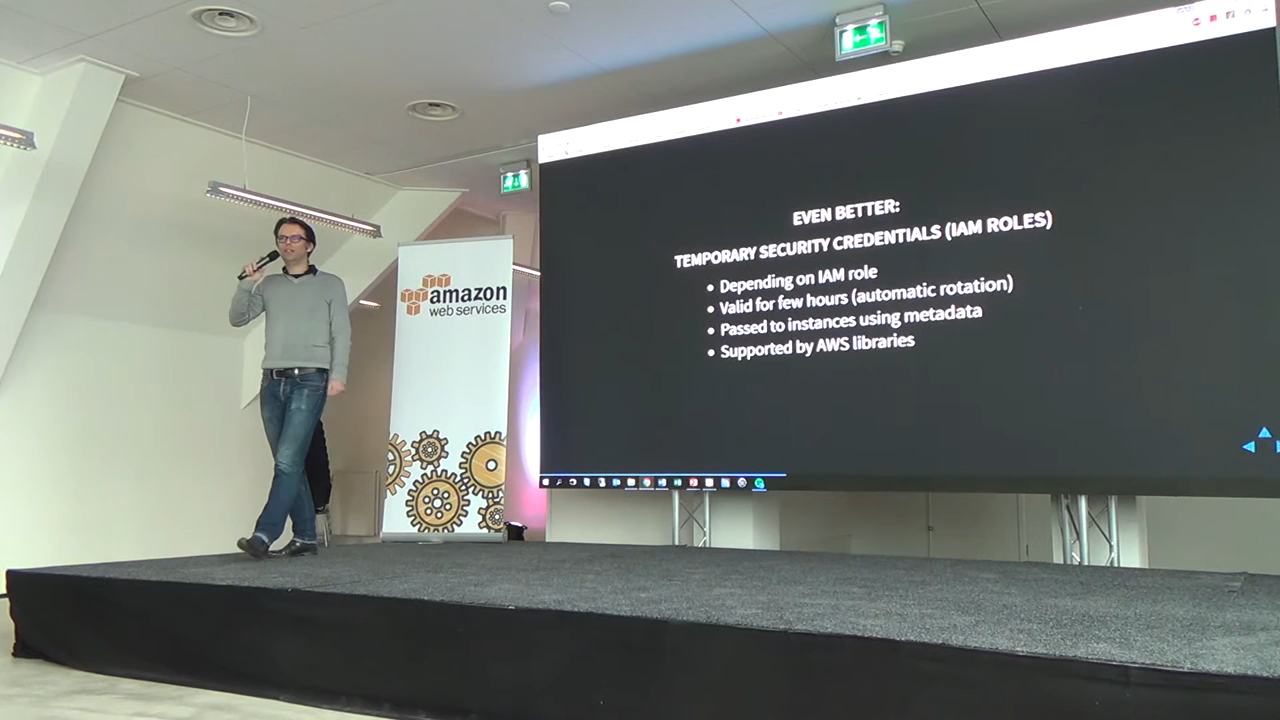 amazon
web services
EVEN BETTER:
TEMPORARY SECURITY CREDENTIALS (IAM ROLES)
• Depending on IAM role
• Valid for few hours (automatic rotation)
• Passed to instances using metadata
• Supported by AWS libraries